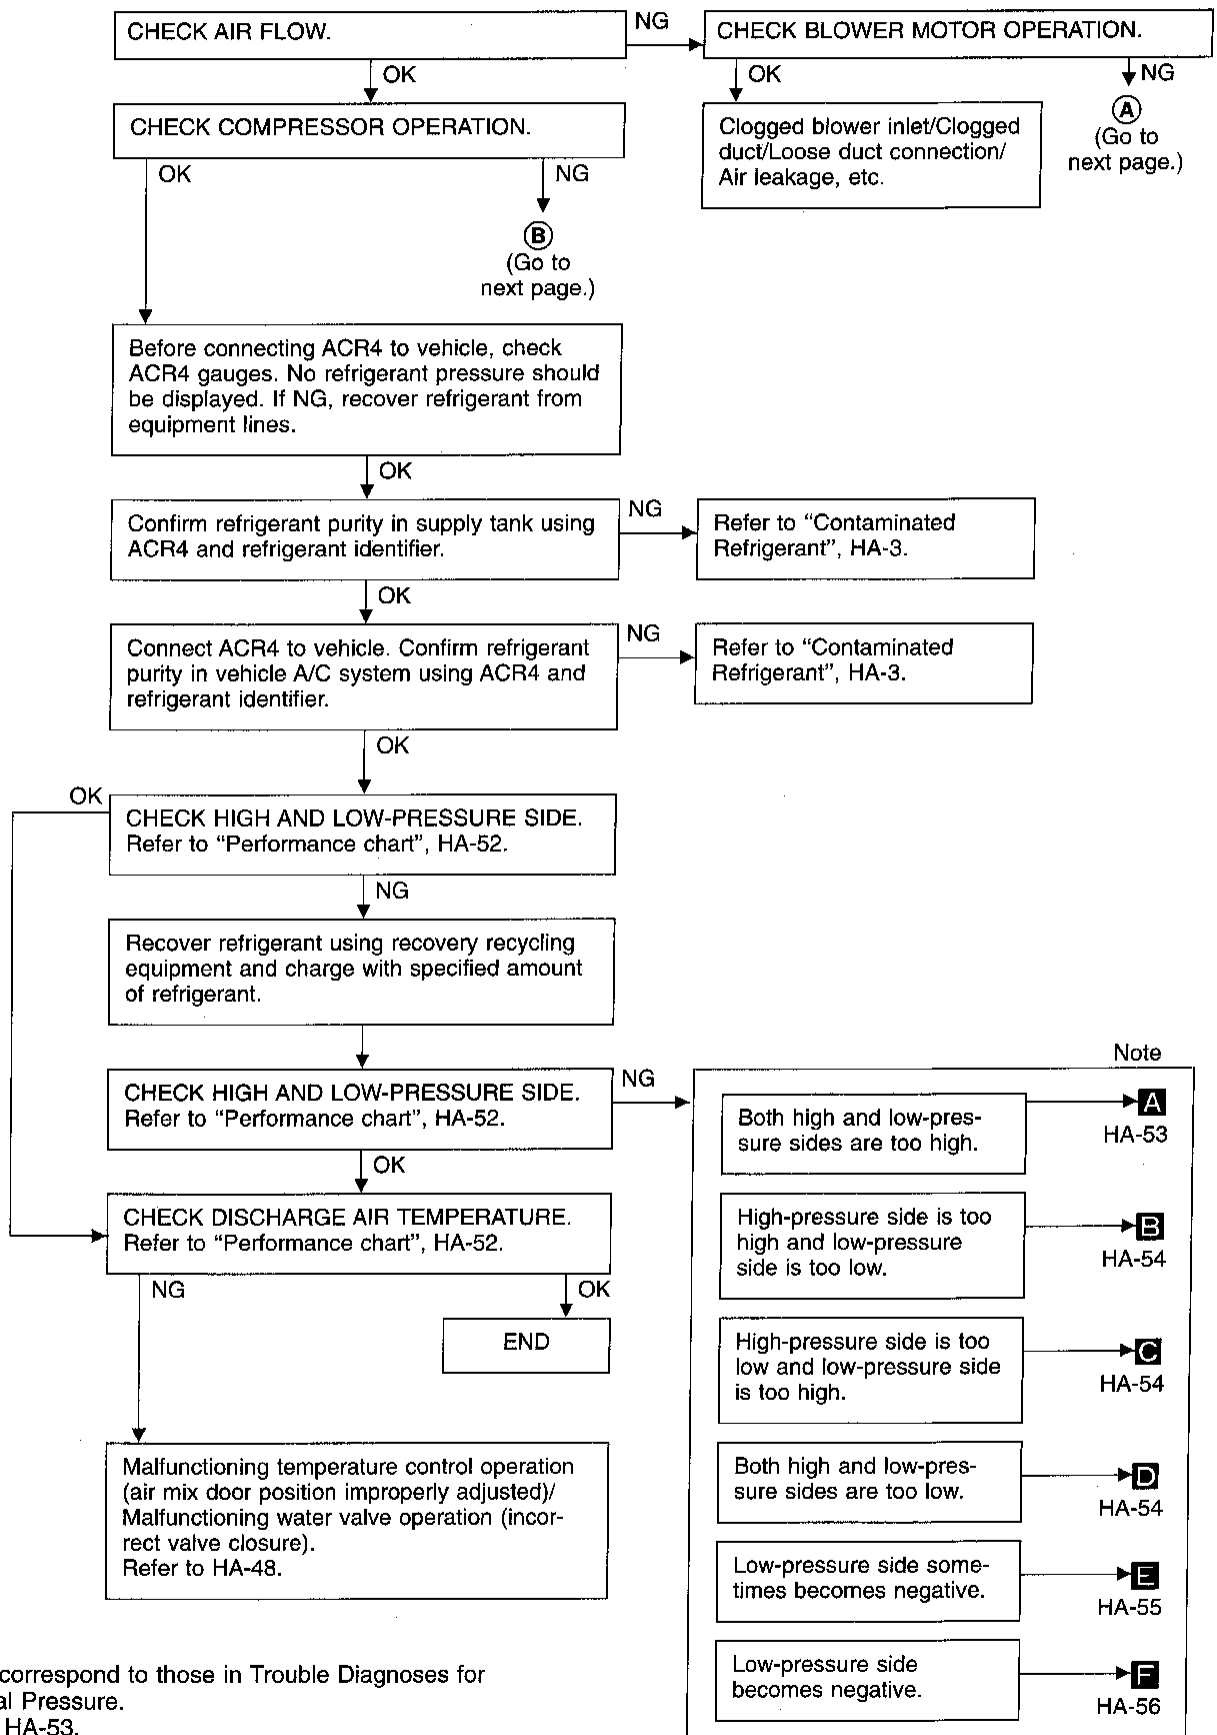 CHECK AIR FLOW.
NG
CHECK BLOWER MOTOR OPERATION.
OK
OK
NG
CHECK COMPRESSOR OPERATION.
Clogged blower inlet/Clogged
duct/Loose duct connection/
Air leakage, etc.
A
(Go to
next page.)
OK
NG
B
(Go to
next page.)
Before connecting ACR4 to vehicle, check
ACR4 gauges. No refrigerant pressure should
be displayed. If NG, recover refrigerant from
equipment lines.
OK
Confirm refrigerant purity in supply tank using
ACR4 and refrigerant identifier.
NG
Refer to “Contaminated
Refrigerant”, HA-3.
OK
Connect ACR4 to vehicle. Confirm refrigerant
purity in vehicle A/C system using ACR4 and
refrigerant identifier.
NG
Refer to “Contaminated
Refrigerant”, HA-3.
OK
OK
CHECK HIGH AND LOW-PRESSURE SIDE.
Refer to “Performance chart”, HA-52.
NG
Recover refrigerant using recovery recycling
equipment and charge with specified amount
of refrigerant.
CHECK HIGH AND LOW-PRESSURE SIDE.
Refer to “Performance chart”, HA-52.
NG
OK
CHECK DISCHARGE AIR TEMPERATURE.
Refer to “Performance chart”, HA-52.
NG
OK
END
Malfunctioning temperature control operation
(air mix door position improperly adjusted)/
Malfunctioning water valve operation (incor-
rect valve closure).
Refer to HA-48.
Note
Both high and low-pres-
sure sides are too high.
A
HA-53
High-pressure side is too
high and low-pressure
side is too low.
B
HA-54
High-pressure side is too
low and low-pressure side
is too high.
C
HA-54
Both high and low-pres-
sure sides are too low.
D
HA-54
Low-pressure side some-
times becomes negative.
E
HA-55
Low-pressure side
becomes negative.
F
HA-56
correspond to those in Trouble Diagnoses for
al Pressure.
HA-53.